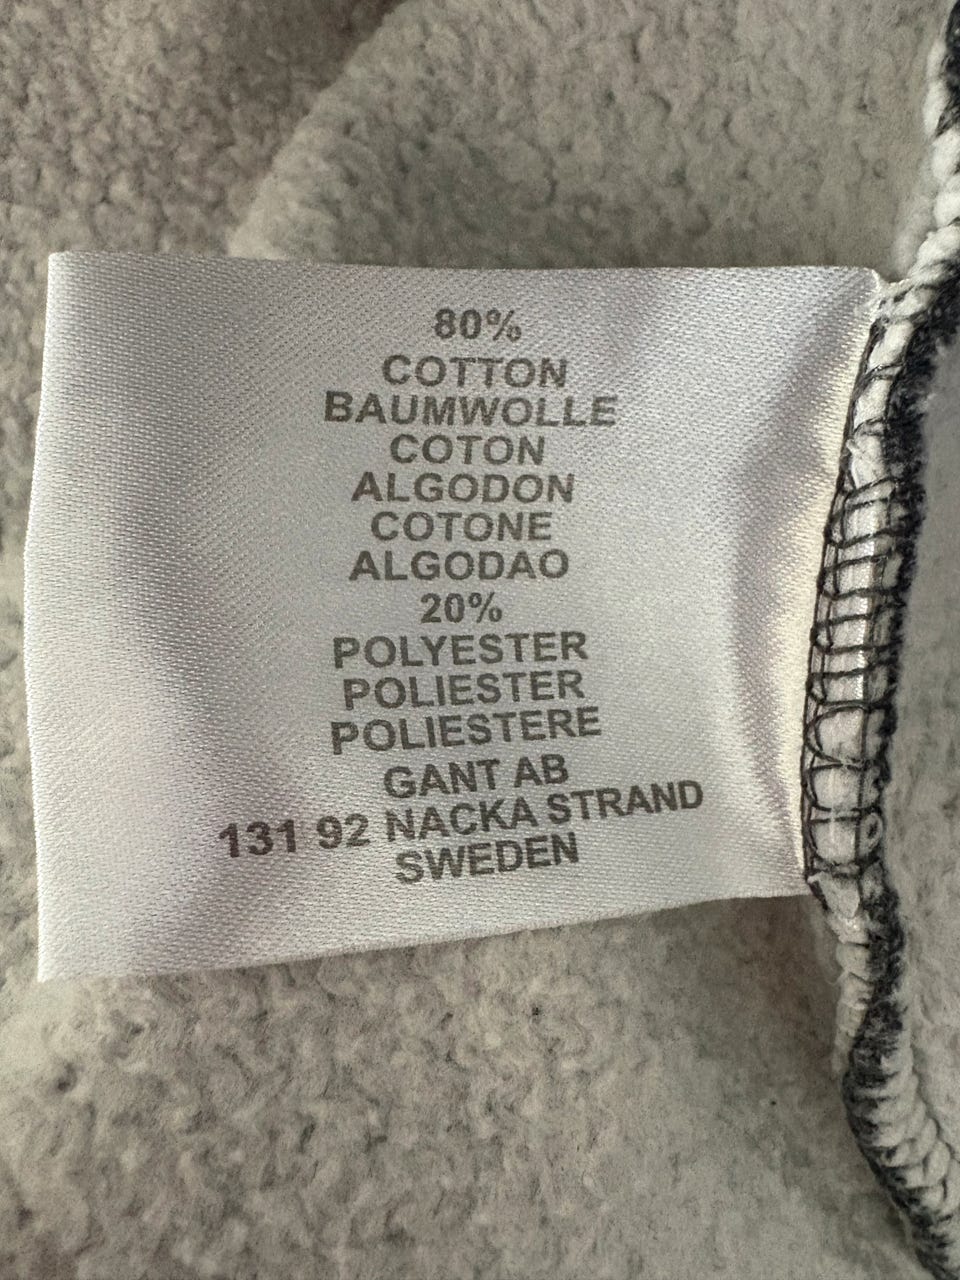 80%
COTTON
BAUMWOLLE
COTON
ALGODON
COTONE
ALGODAO
20%
POLYESTER
POLIESTER
POLIESTERE
GANT AB
131 92 NACKA STRAND
SWEDEN